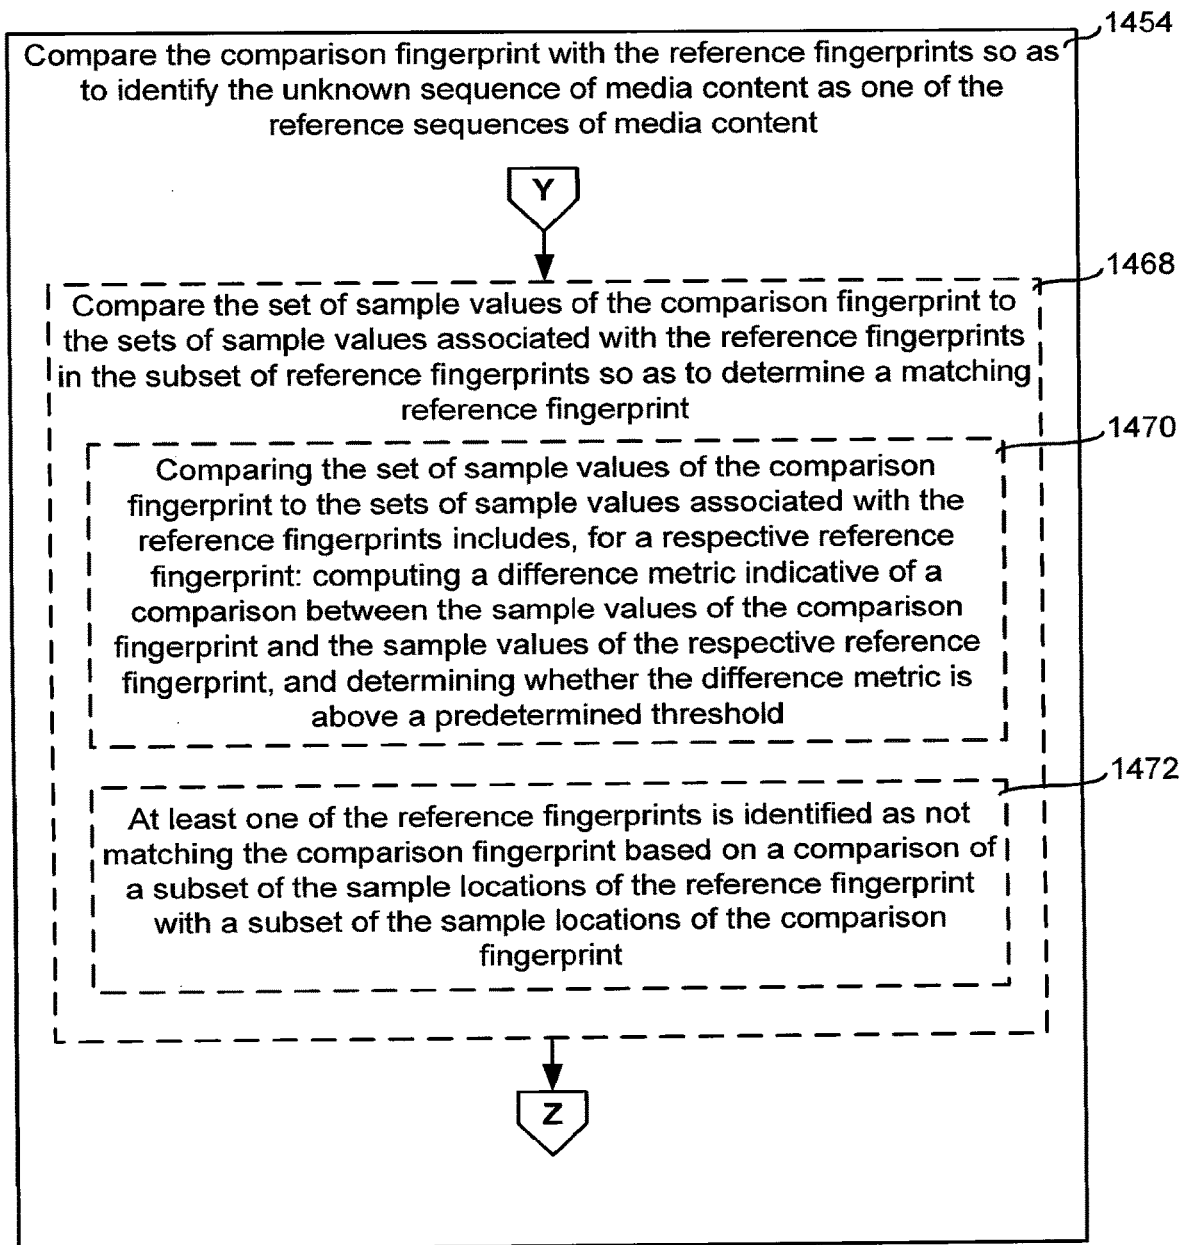 1454
Compare the comparison fingerprint with the reference fingerprints so as
to identify the unknown sequence of media content as one of the
reference sequences of media content
Y
1468
Compare the set of sample values of the comparison fingerprint to
the sets of sample values associated with the reference fingerprints
in the subset of reference fingerprints so as to determine a matching
reference fingerprint
1470
Comparing the set of sample values of the comparison
fingerprint to the sets of sample values associated with the
reference fingerprints includes, for a respective reference
fingerprint: computing a difference metric indicative of a
comparison between the sample values of the comparison
fingerprint and the sample values of the respective reference
fingerprint, and determining whether the difference metric is
above a predetermined threshold
1472
At least one of the reference fingerprints is identified as not
matching the comparison fingerprint based on a comparison of
a subset of the sample locations of the reference fingerprint
with a subset of the sample locations of the comparison
fingerprint
Z